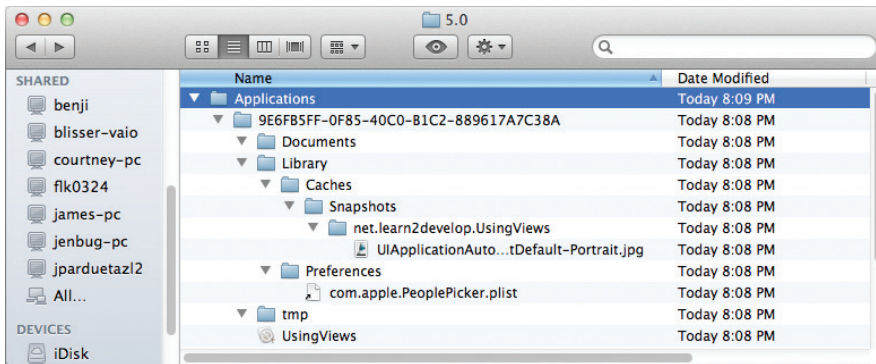 5.0
Name Date Modified
SHARED
benji
blisser-vaio
courtney-pc
flk0324
james-pc
jenbug-pc
jparduetazl2
All...
DEVICES
iDisk
Applications Today 8:09 PM
9E6FB5FF-0F85-40C0-B1C2-889617A7C38A Today 8:08 PM
Documents Today 8:08 PM
Library Today 8:08 PM
Caches Today 8:08 PM
Snapshots Today 8:08 PM
net.learn2develop.UsingViews Today 8:08 PM
UIApplicationAuto...tDefault-Portrait.jpg Today 8:08 PM
Preferences Today 8:08 PM
com.apple.PeoplePicker.plist Today 8:08 PM
tmp Today 8:08 PM
UsingViews Today 8:08 PM